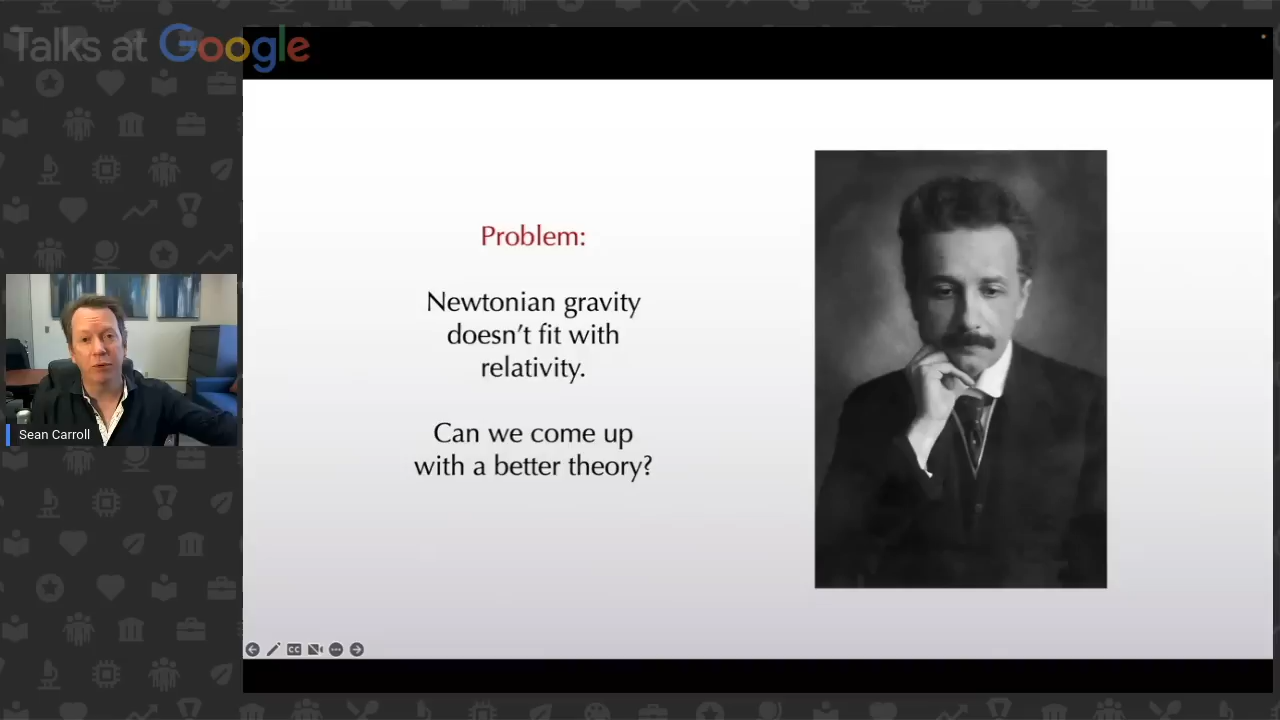 Talks at Google
Problem:
Newtonian gravity
doesn't fit with
relativity.
Can we come up
with a better theory?
Sean Carroll
CC